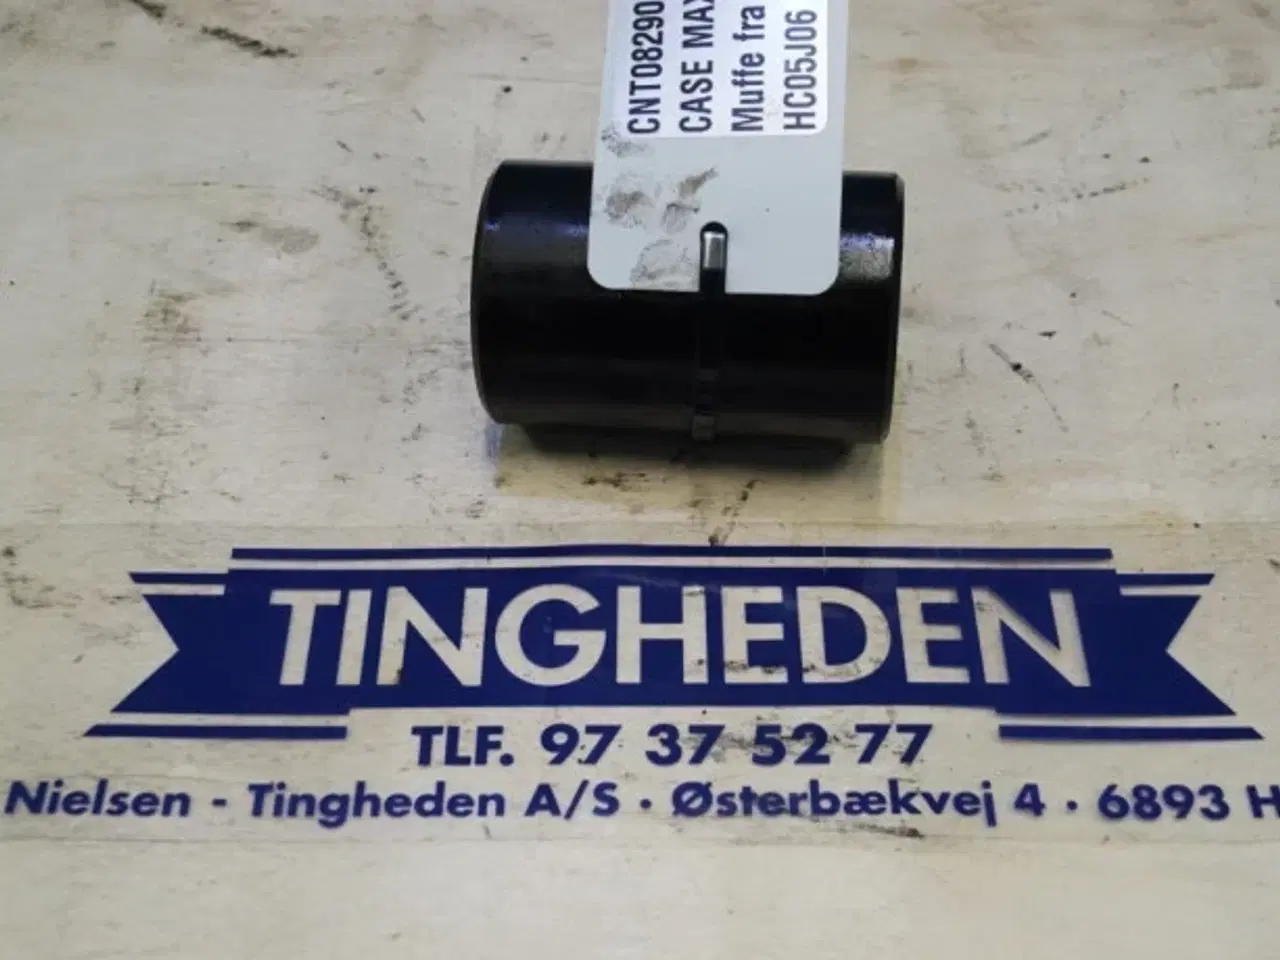 CNT08290
CASE MAX
Muffe fra
HC05J06
TINGHEDEN
TLF. 97 37 52 77
Nielsen - Tingheden A/S · Østerbækvej 4 · 6893 H